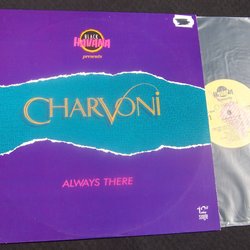 BLACK
HAVANA
presents
CHARVONI
ALWAYS THERE
12"